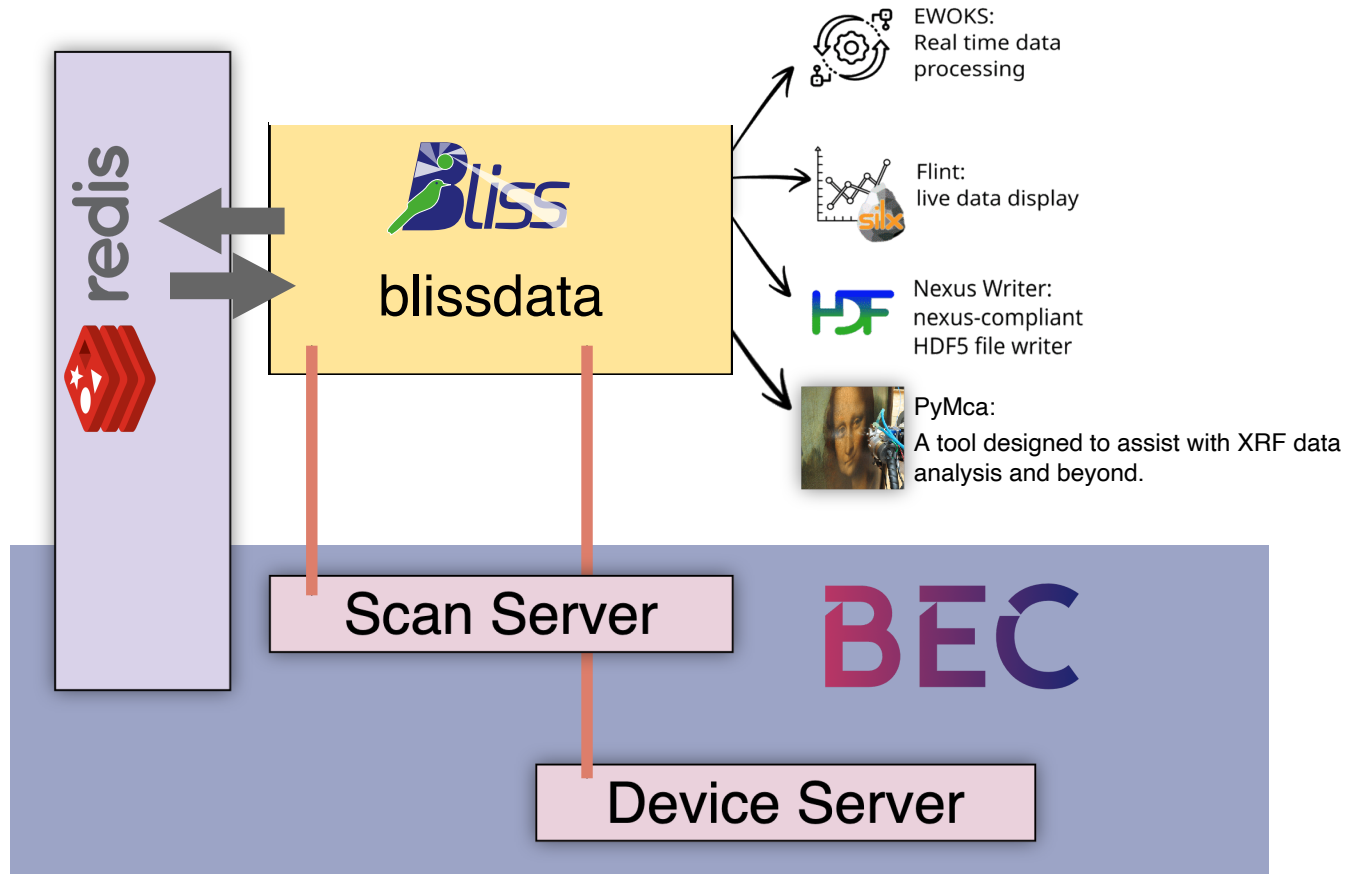 EWOKS:
Real time data
processing
redis
Bliss
blissdata
Flint:
live data display
silx
HDF
Nexus Writer:
nexus-compliant
HDF5 file writer
PyMca:
A tool designed to assist with XRF data
analysis and beyond.
Scan Server
BEC
Device Server